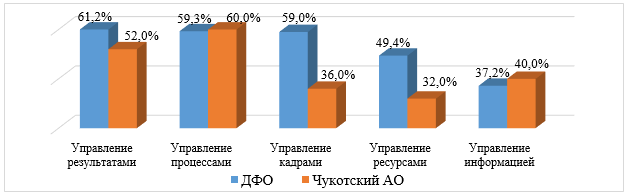 61,2% 52,0% 59,3% 60,0% 59,0% 36,0% 49,4% 32,0% 37,2% 40,0%
Управление Управление Управление Управление Управление
результатами процессами кадрами ресурсами информацией
ДФО Чукотский АО